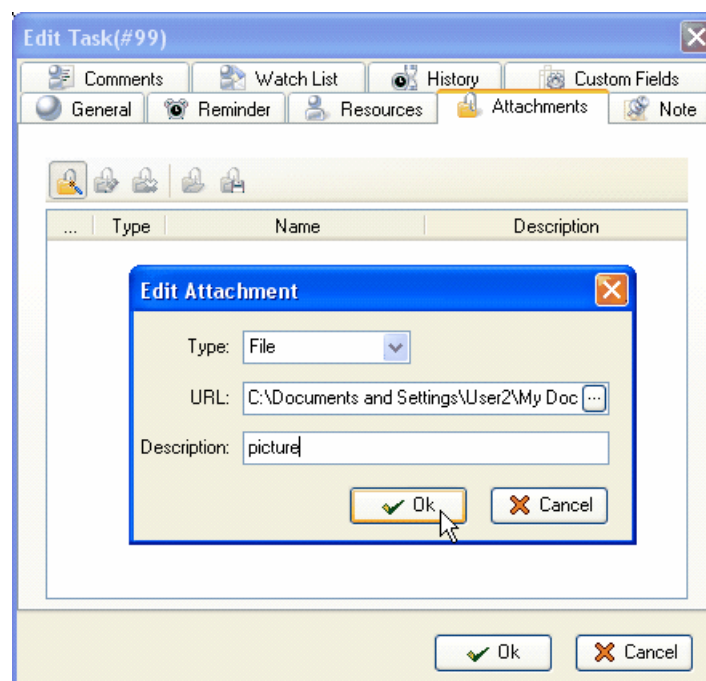 Edit Task(#99)
Comments Watch List History Custom Fields
General Reminder Resources Attachments Note
... Type Name Description
Edit Attachment
Type: File
URL: C:\Documents and Settings\User2\My Doc ...
Description: picture
Ok Cancel
Ok Cancel